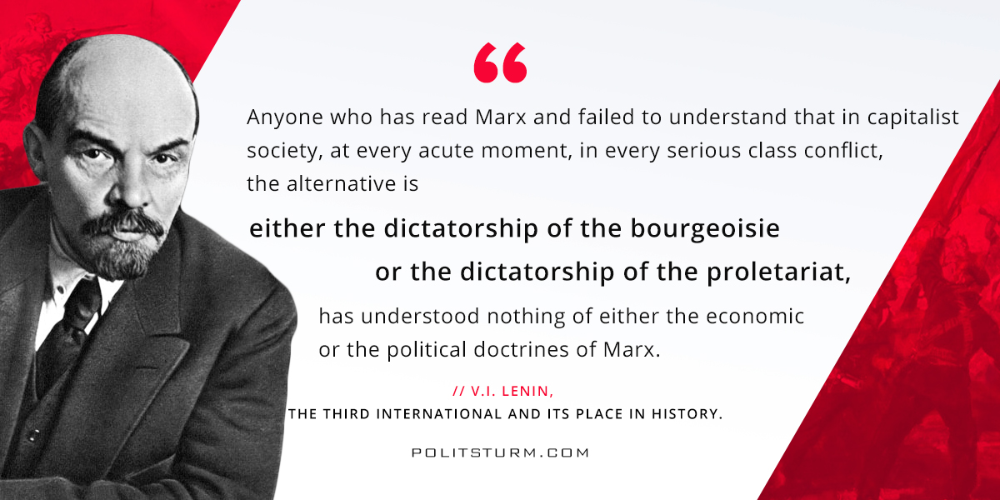 “
Anyone who has read Marx and failed to understand that in capitalist
society, at every acute moment, in every serious class conflict,
the alternative is
either the dictatorship of the bourgeoisie
or the dictatorship of the proletariat,
has understood nothing of either the economic
or the political doctrines of Marx.
// V.I. LENIN,
THE THIRD INTERNATIONAL AND ITS PLACE IN HISTORY.
POLITSTURM.COM